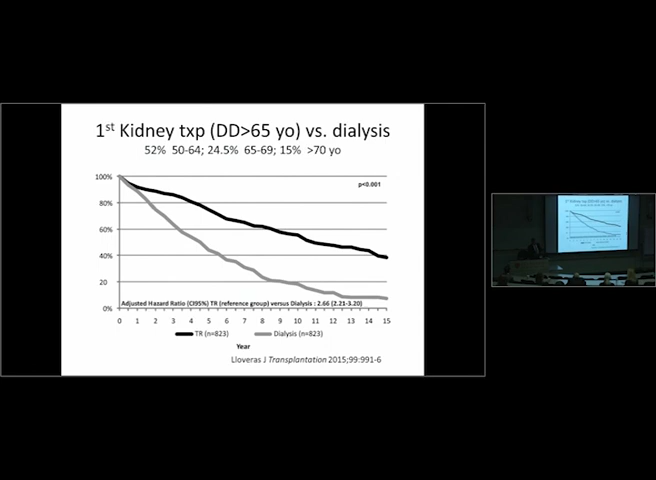 1st Kidney txp (DD>65 yo) vs. dialysis
52% 50-64; 24.5% 65-69; 15% >70 yo
100%
80%
60%
40%
20
0%
p<0.001
Adjusted Hazard Ratio (CI95%) TR (reference group) versus Dialysis : 2.66 (2.21-3.20)
0 1 2 3 4 5 6 7 8 9 10 11 12 13 14 15
TR (n=823) Dialysis (n=823)
Year
Lloveras J Transplantation 2015;99:991-6